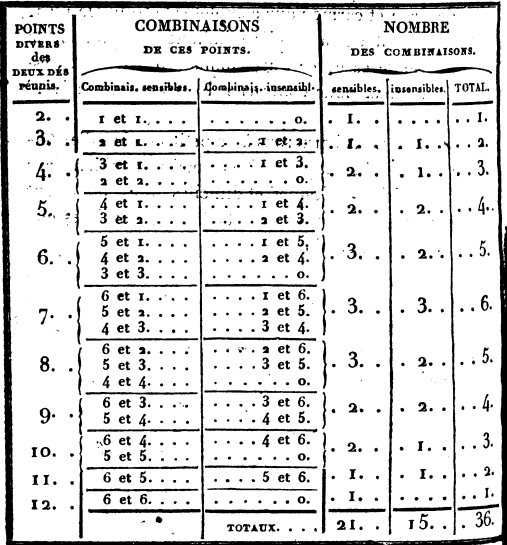 POINTS DIVERS des DEUX DÉS réunis. | COMBINAISONS DE CES POINTS. | NOMBRE DES COMBINAISONS.
Combinais. sensibles. | Combinais. insensibl. | sensibles. | insensibles. | TOTAL.
2. . | 1 et 1. . . . . | . . . . . . . 0. | . 1. . . | . . . . | . . 1.
3. . | 2 et 1. . . . . | . . . . 1 et 2. | . 1. . | . 1. . | . . 2.
4. . | 3 et 1. . . . . | . . . . 1 et 3. | . 2. . | . 1. . | . . 3.
2 et 2. . . . . | . . . . . . . 0.
5. . | 4 et 1. . . . | . . . . 1 et 4. | . 2. . | . 2. . | . . 4.
3 et 2. . . . | . . . . 2 et 3.
6. . | 5 et 1. . . . | . . . . 1 et 5. | . 3. . | . 2. . | . . 5.
4 et 2. . . . | . . . . 2 et 4.
3 et 3. . . . | . . . . . . . 0.
7. . | 6 et 1. . . . | . . . . 1 et 6. | . 3. . | . 3. . | . . 6.
5 et 2. . . . | . . . . 2 et 5.
4 et 3. . . . | . . . . 3 et 4.
8. . | 6 et 2. . . . | . . . . 2 et 6. | . 3. . | . 2. . | . . 5.
5 et 3. . . . | . . . . 3 et 5.
4 et 4. . . . | . . . . . . . 0.
9. . | 6 et 3. . . . | . . . . 3 et 6. | . 2. . | . 2. . | . . 4.
5 et 4. . . . | . . . . 4 et 5.
10. . | 6 et 4. . . . | . . . . 4 et 6. | . 2. . | . 1. . | . . 3.
5 et 5. . . . | . . . . . . . 0.
11. . | 6 et 5. . . . | . . . . 5 et 6. | . 1. . | . 1. . | . . 2.
12. . | 6 et 6. . . . | . . . . . . . 0. | . 1. . . | . . . . | . . 1.
TOTAUX. . . . | 21. . | 15. . | . 36.